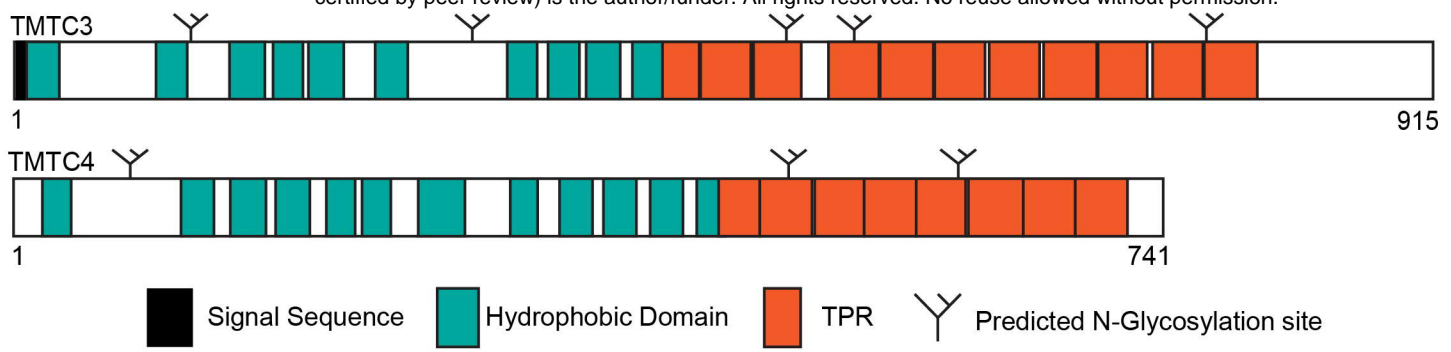 certified by peer review) is the author/funder. All rights reserved. No reuse allowed without permission.
TMTC3
1
915
TMTC4
1
741
Signal Sequence
Hydrophobic Domain
TPR
Predicted N-Glycosylation site